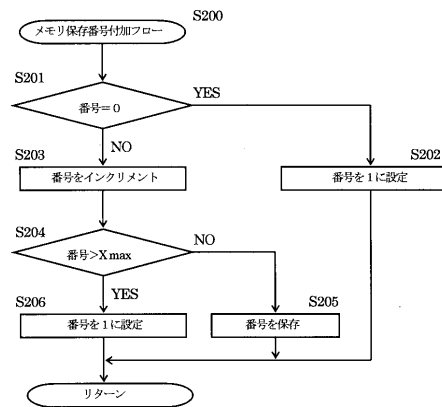 S200
メモリ保存番号付加フロー
S201
番号=0
YES
NO
S203
番号をインクリメント
S202
番号を1に設定
S204
番号>Xmax
NO
YES
S206
番号を1に設定
S205
番号を保存
リターン